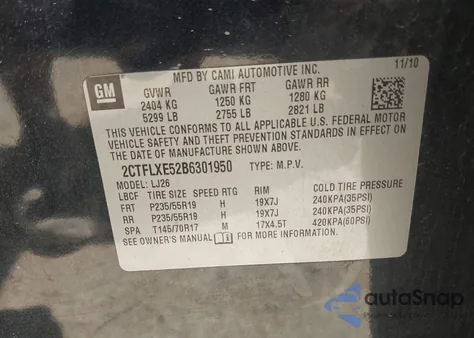 MFD BY CAMI AUTOMOTIVE INC. 11/10
GM GVWR GAWR FRT GAWR RR
2404 KG 1250 KG 1280 KG
5299 LB 2755 LB 2821 LB
THIS VEHICLE CONFORMS TO ALL APPLICABLE U.S. FEDERAL
VEHICLE SAFETY AND THEFT PREVENTION STANDARDS IN EFFECT
ON THE DATE OF MANUFACTURE SHOWN ABOVE.
2CTFLXE52B6301950 TYPE: M.P.V.
MODEL: LJ26
LBCF TIRE SIZE SPEED RTG RIM COLD TIRE PRESSURE
FRT P235/55R19 H 19X7J 240KPA(35PSI)
RR P235/55R19 H 19X7J 240KPA(35PSI)
SPA T145/70R17 M 17X4.5T 420KPA(60PSI)
SEE OWNER'S MANUAL FOR ADDITIONAL INFORMATION.
autoSnap